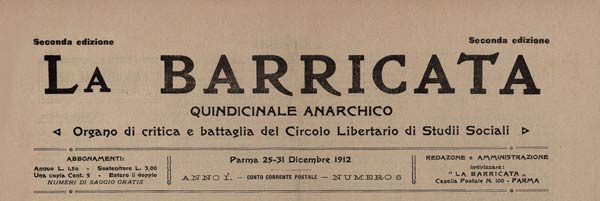 Seconda edizione Seconda edizione
LA BARRICATA
QUINDICINALE ANARCHICO
Organo di critica e battaglia del Circolo Libertario di Studii Sociali
ABBONAMENTI:
Annuo L. 1,50 - Sostenitore L. 3,00
Una copia Cent. 5 - Estero il doppio
NUMERI DI SAGGIO GRATIS
Parma 25-31 Dicembre 1912
ANNO I. - CONTO CORRENTE POSTALE - NUMERO 6
REDAZIONE e AMMINISTRAZIONE
indirizzare:
"LA BARRICATA"
Casella Postale N. 100 - PARMA